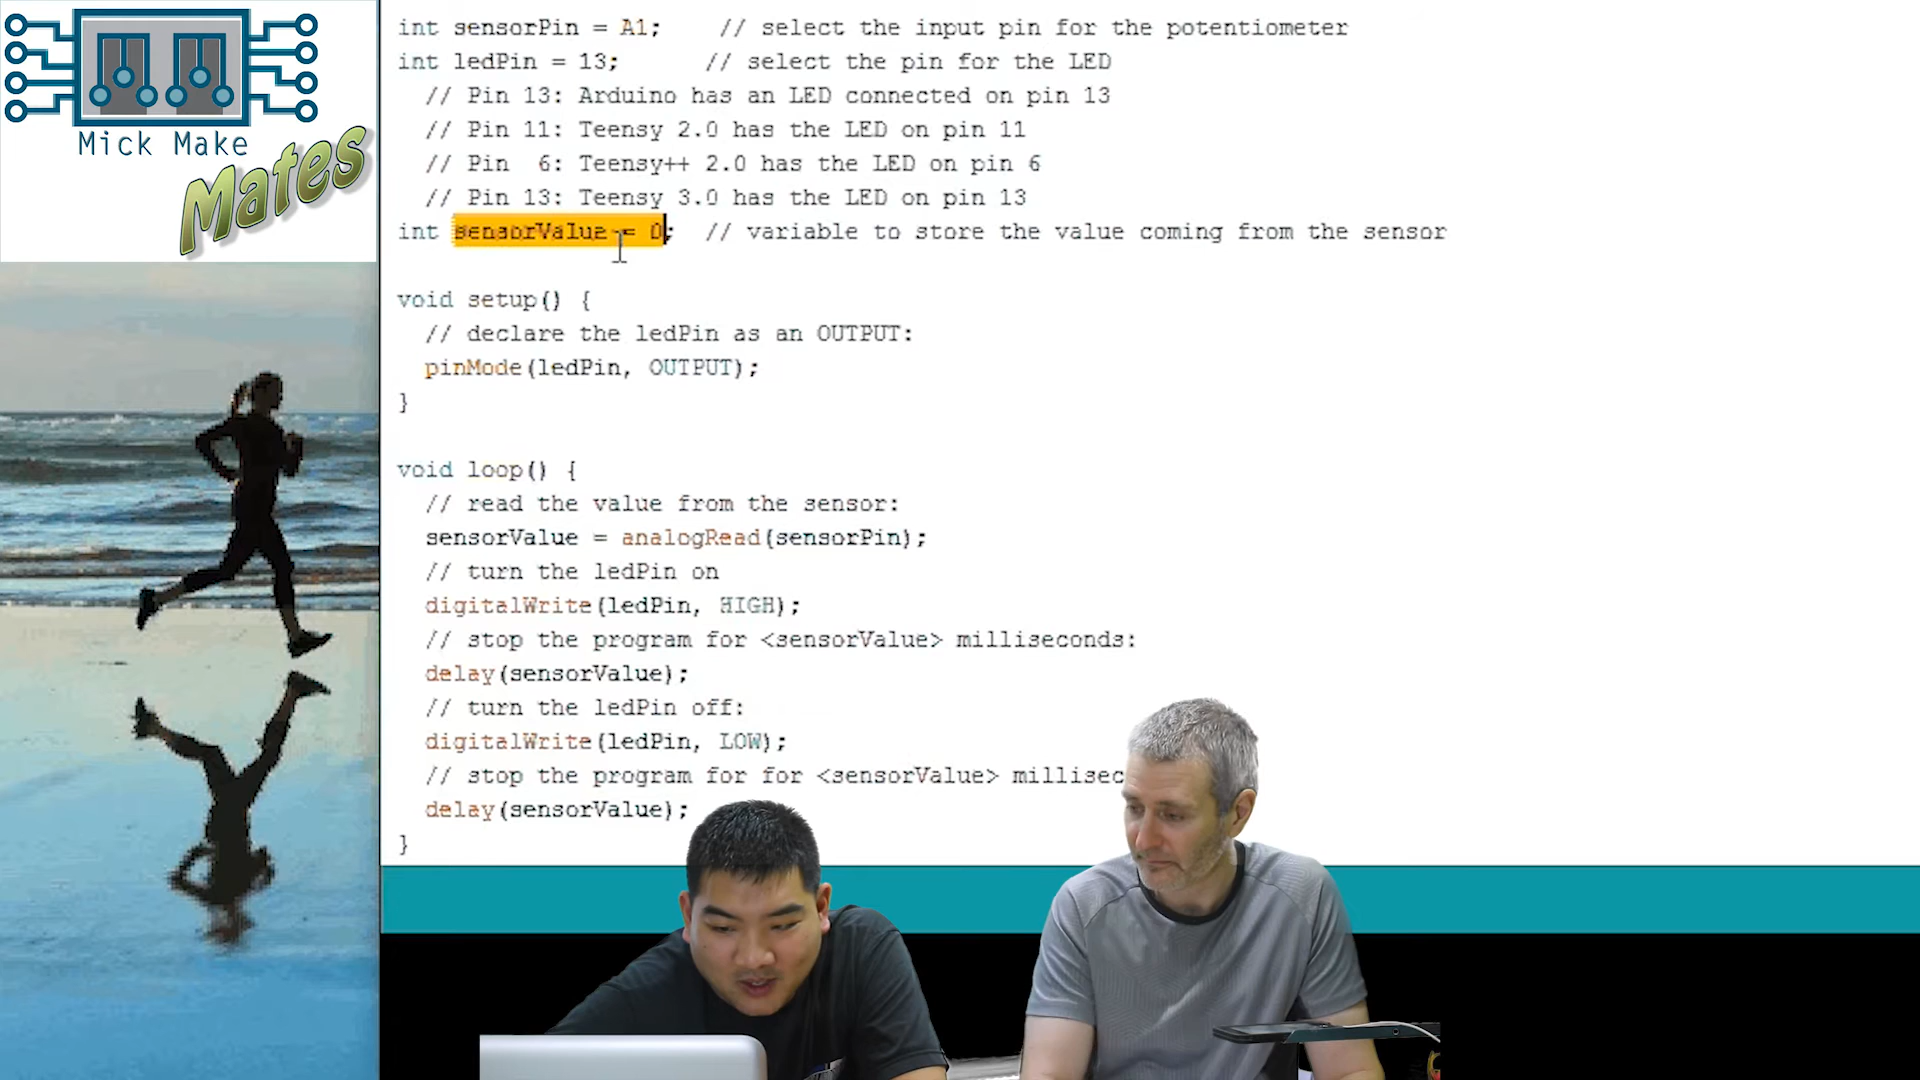 Mick Make
Mates
int sensorPin = A1;    // select the input pin for the potentiometer
int ledPin = 13;      // select the pin for the LED
// Pin 13: Arduino has an LED connected on pin 13
// Pin 11: Teensy 2.0 has the LED on pin 11
// Pin  6: Teensy++ 2.0 has the LED on pin 6
// Pin 13: Teensy 3.0 has the LED on pin 13
int sensorValue = 0;  // variable to store the value coming from the sensor
void setup() {
// declare the ledPin as an OUTPUT:
pinMode(ledPin, OUTPUT);
}
void loop() {
// read the value from the sensor:
sensorValue = analogRead(sensorPin);
// turn the ledPin on
digitalWrite(ledPin, HIGH);
// stop the program for <sensorValue> milliseconds:
delay(sensorValue);
// turn the ledPin off:
digitalWrite(ledPin, LOW);
// stop the program for for <sensorValue> millisec
delay(sensorValue);
}